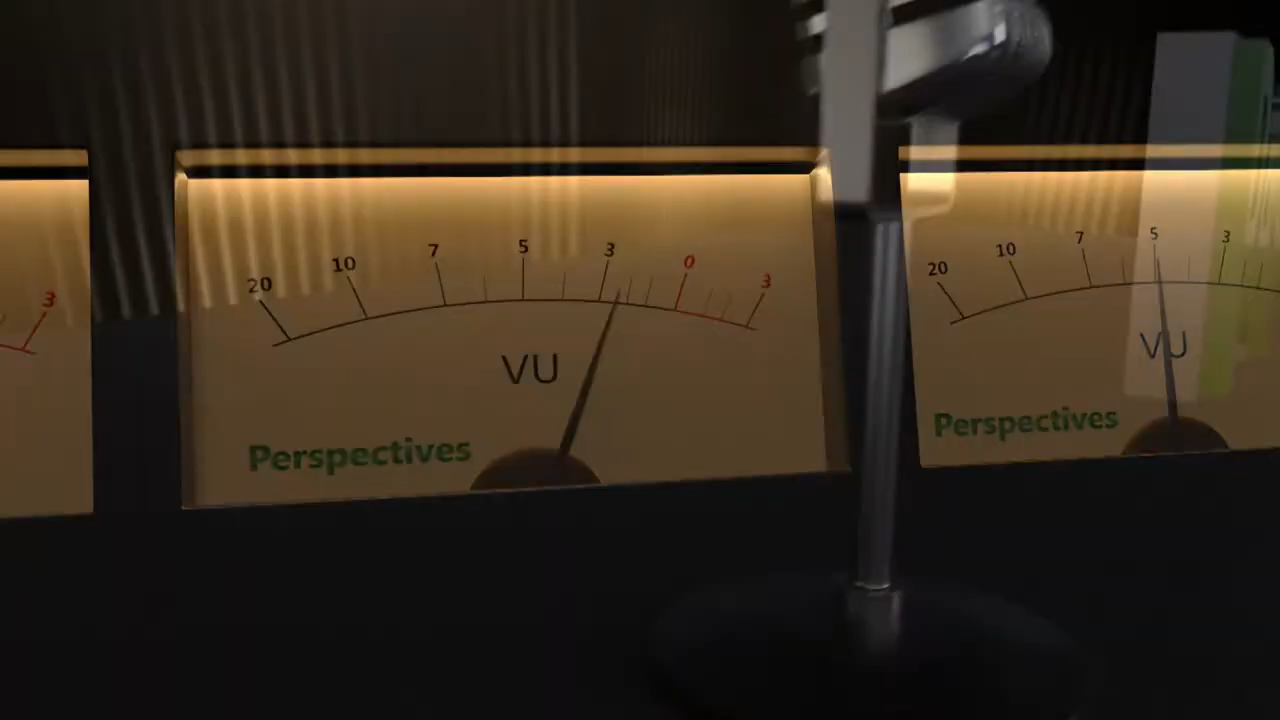 3
20 10 7 5 3 0 3
VU
Perspectives
20 10 7 5 3
VU
Perspectives